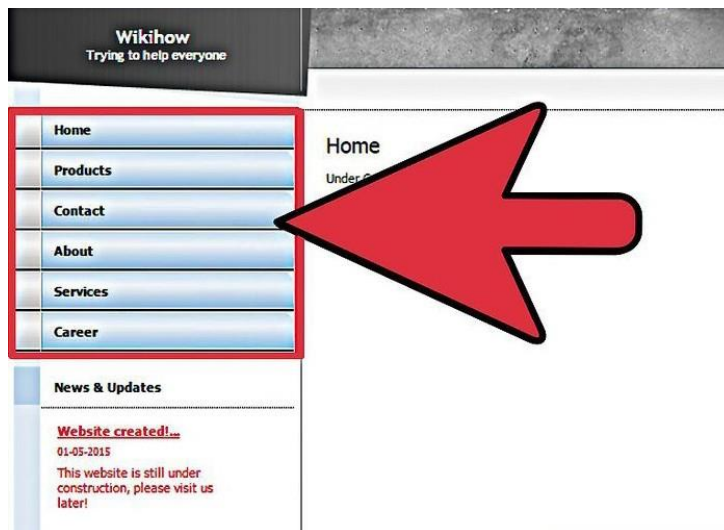 Wikihow
Trying to help everyone
Home
Products
Contact
About
Services
Career
Home
Under
News & Updates
Website created!...
01-05-2015
This website is still under
construction, please visit us
later!